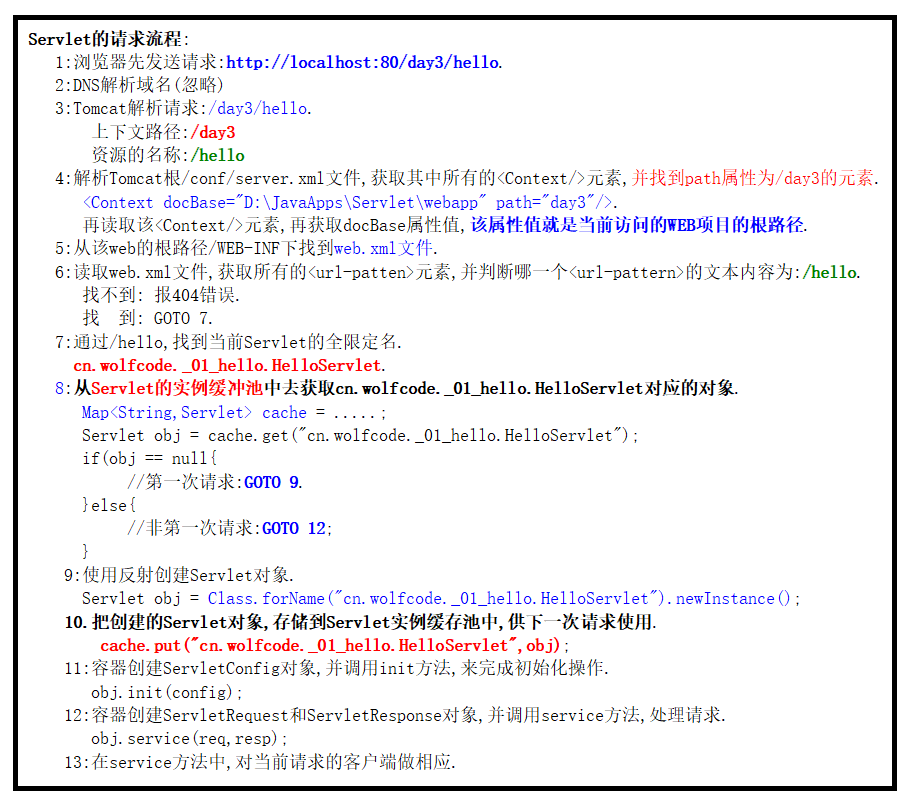 Servlet的请求流程:
1:浏览器先发送请求:http://localhost:80/day3/hello.
2:DNS解析域名(忽略)
3:Tomcat解析请求:/day3/hello.
上下文路径:/day3
资源的名称:/hello
4:解析Tomcat根/conf/server.xml文件,获取其中所有的<Context/>元素,并找到path属性为/day3的元素.
<Context docBase="D:\JavaApps\Servlet\webapp" path="day3"/>.
再读取该<Context/>元素,再获取docBase属性值,该属性值就是当前访问的WEB项目的根路径.
5:从该web的根路径/WEB-INF下找到web.xml文件.
6:读取web.xml文件,获取所有的<url-patten>元素,并判断哪一个<url-pattern>的文本内容为:/hello.
找不到: 报404错误.
找 到: GOTO 7.
7:通过/hello,找到当前Servlet的全限定名.
cn.wolfcode._01_hello.HelloServlet.
8:从Servlet的实例缓冲池中去获取cn.wolfcode._01_hello.HelloServlet对应的对象.
Map<String,Servlet> cache = .....;
Servlet obj = cache.get("cn.wolfcode._01_hello.HelloServlet");
if(obj == null{
//第一次请求:GOTO 9.
}else{
//非第一次请求:GOTO 12;
}
9:使用反射创建Servlet对象.
Servlet obj = Class.forName("cn.wolfcode._01_hello.HelloServlet").newInstance();
10.把创建的Servlet对象,存储到Servlet实例缓存池中,供下一次请求使用.
cache.put("cn.wolfcode._01_hello.HelloServlet",obj);
11:容器创建ServletConfig对象,并调用init方法,来完成初始化操作.
obj.init(config);
12:容器创建ServletRequest和ServletResponse对象,并调用service方法,处理请求.
obj.service(req,resp);
13:在service方法中,对当前请求的客户端做相应.